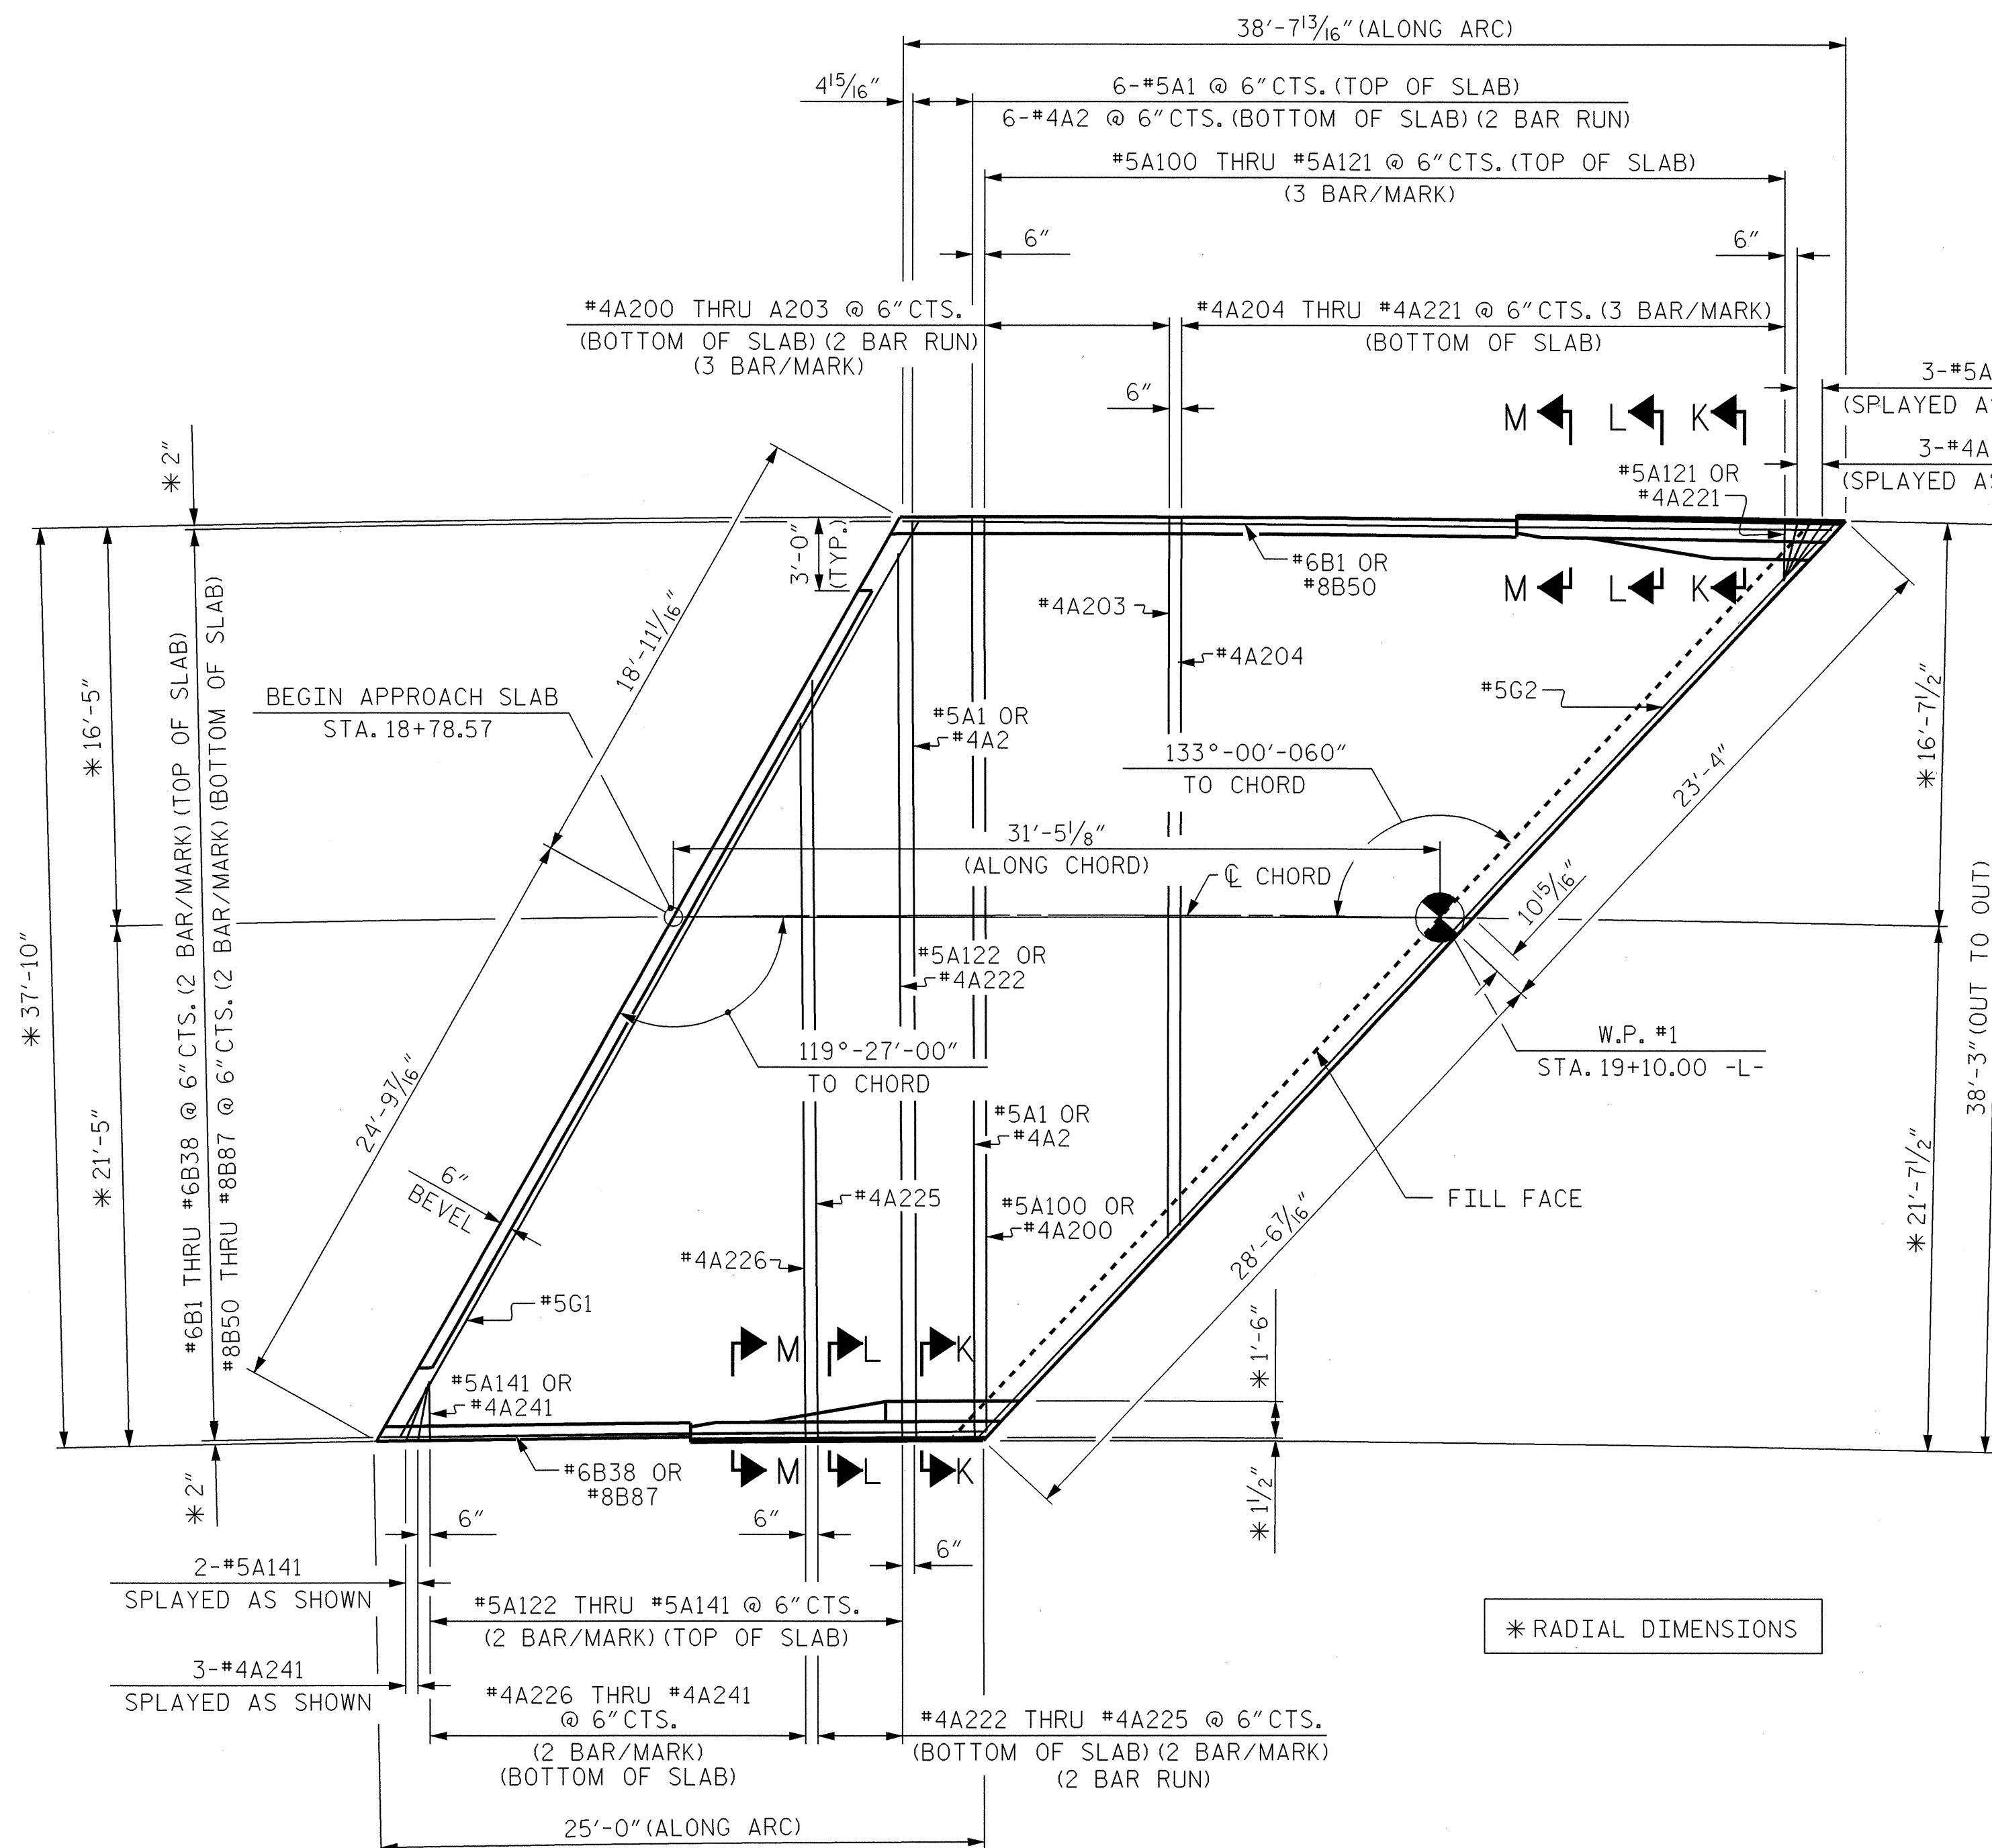 38′-7 13/16″ (ALONG ARC)
4 15/16″
6-#5A1 @ 6″ CTS. (TOP OF SLAB)
6-#4A2 @ 6″ CTS. (BOTTOM OF SLAB) (2 BAR RUN)
#5A100 THRU #5A121 @ 6″ CTS. (TOP OF SLAB)
(3 BAR/MARK)
6″
6″
#4A200 THRU A203 @ 6″ CTS.
(BOTTOM OF SLAB) (2 BAR RUN)
(3 BAR/MARK)
#4A204 THRU #4A221 @ 6″ CTS. (3 BAR/MARK)
(BOTTOM OF SLAB)
6″
3-#5A
(SPLAYED A
3-#4A
(SPLAYED A
M L K
#5A121 OR
#4A221
✳ 2″
3′-0″
(TYP.)
#6B1 OR
#8B50
M L K
#4A203
#4A204
18′-11 1/16″
#5G2
BEGIN APPROACH SLAB
STA. 18+78.57
#5A1 OR
#4A2
133°-00′-060″
TO CHORD
23′-4″
✳ 16′-5″
✳ 16′-7 1/2″
31′-5 1/8″
(ALONG CHORD)
℄ CHORD
10 15/16″
✳ 37′-10″
#6B1 THRU #6B38 @ 6″ CTS. (2 BAR/MARK) (TOP OF SLAB)
#8B50 THRU #8B87 @ 6″ CTS. (2 BAR/MARK) (BOTTOM OF SLAB)
#5A122 OR
#4A222
119°-27′-00″
TO CHORD
W.P. #1
STA. 19+10.00 -L-
38′-3″ (OUT TO OUT)
24′-9 7/16″
✳ 21′-5″
6″
BEVEL
#5A1 OR
#4A2
#4A225
#5A100 OR
#4A200
FILL FACE
28′-6 7/16″
✳ 21′-7 1/2″
#4A226
#5G1
✳ 1′-6″
M L K
#5A141 OR
#4A241
✳ 2″
#6B38 OR
#8B87
M L K
✳ 1 1/2″
6″
6″
6″
2-#5A141
SPLAYED AS SHOWN
#5A122 THRU #5A141 @ 6″ CTS.
(2 BAR/MARK) (TOP OF SLAB)
✳ RADIAL DIMENSIONS
3-#4A241
SPLAYED AS SHOWN
#4A226 THRU #4A241
@ 6″ CTS.
(2 BAR/MARK)
(BOTTOM OF SLAB)
#4A222 THRU #4A225 @ 6″ CTS.
(BOTTOM OF SLAB) (2 BAR/MARK)
(2 BAR RUN)
25′-0″ (ALONG ARC)